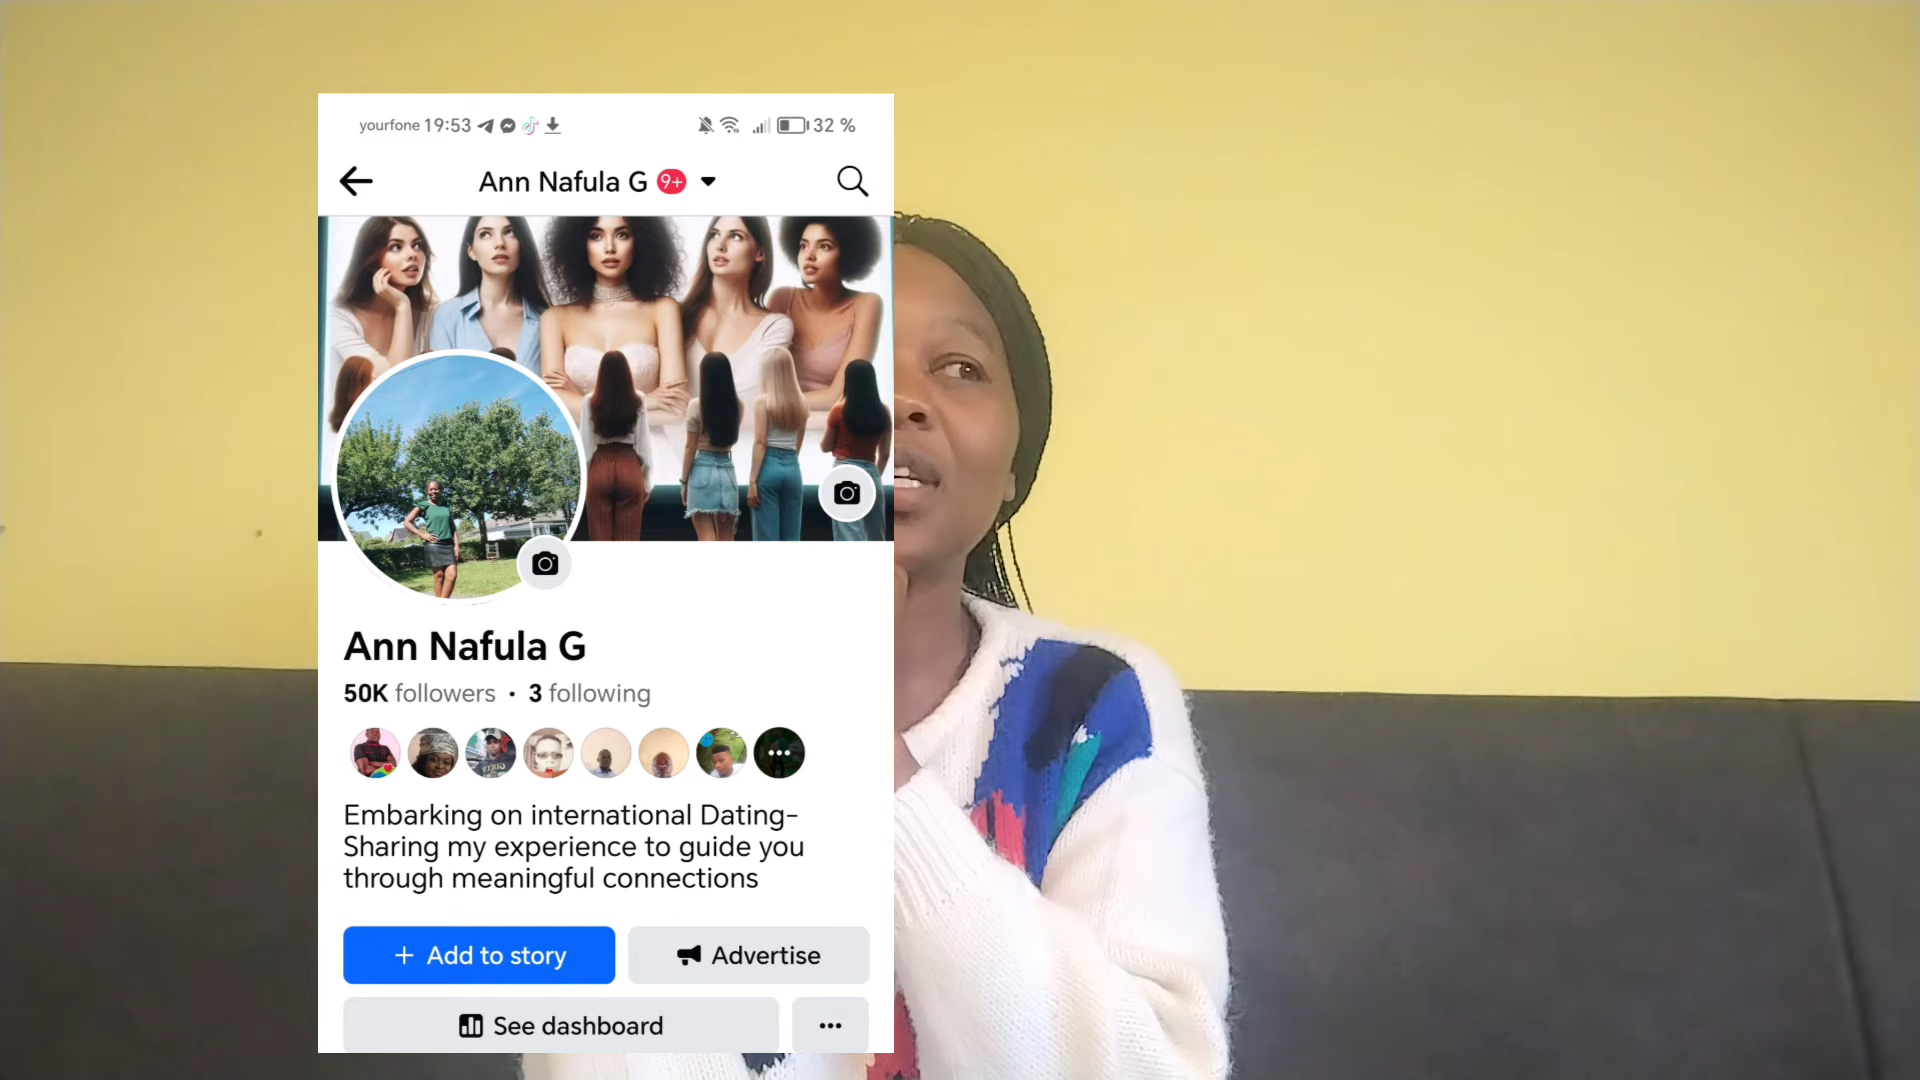 yourfone 19:53 32 %
Ann Nafula G 9+
Ann Nafula G
50K followers · 3 following
Embarking on international Dating-
Sharing my experience to guide you
through meaningful connections
+ Add to story
Advertise
See dashboard